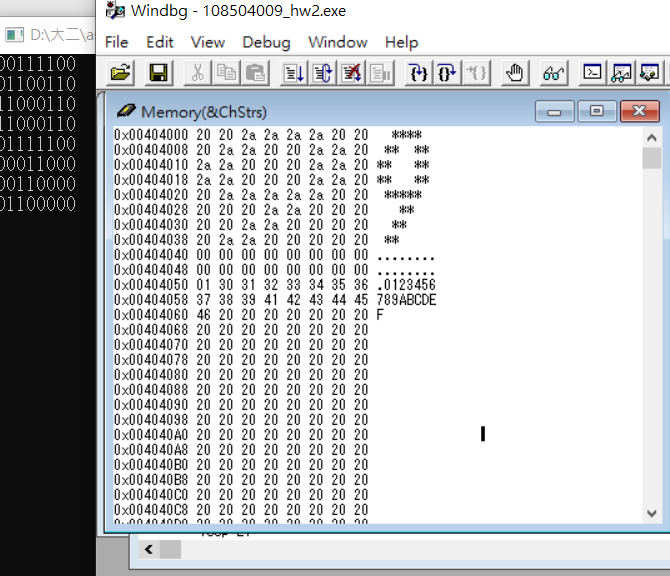 Windbg - 108504009_hw2.exe
D:\大二\a
File Edit View Debug Window Help
00111100
01100110
11000110
11000110
01111100
00011000
00110000
01100000
Memory(&ChStrs)
0x00404000 20 20 2a 2a 2a 2a 20 20   ****
0x00404008 20 2a 2a 20 20 2a 2a 20  **  **
0x00404010 2a 2a 20 20 20 2a 2a 20 **   **
0x00404018 2a 2a 20 20 20 2a 2a 20 **   **
0x00404020 20 2a 2a 2a 2a 2a 20 20  *****
0x00404028 20 20 20 2a 2a 20 20 20    **
0x00404030 20 20 2a 2a 20 20 20 20   **
0x00404038 20 2a 2a 20 20 20 20 20  **
0x00404040 00 00 00 00 00 00 00 00 ........
0x00404048 00 00 00 00 00 00 00 00 ........
0x00404050 01 30 31 32 33 34 35 36 .0123456
0x00404058 37 38 39 41 42 43 44 45 789ABCDE
0x00404060 46 20 20 20 20 20 20 20 F
0x00404068 20 20 20 20 20 20 20 20
0x00404070 20 20 20 20 20 20 20 20
0x00404078 20 20 20 20 20 20 20 20
0x00404080 20 20 20 20 20 20 20 20
0x00404088 20 20 20 20 20 20 20 20
0x00404090 20 20 20 20 20 20 20 20
0x00404098 20 20 20 20 20 20 20 20
0x004040A0 20 20 20 20 20 20 20 20
0x004040A8 20 20 20 20 20 20 20 20
0x004040B0 20 20 20 20 20 20 20 20
0x004040B8 20 20 20 20 20 20 20 20
0x004040C0 20 20 20 20 20 20 20 20
0x004040C8 20 20 20 20 20 20 20 20
0x004040D0 20 20 20 20 20 20 20 20